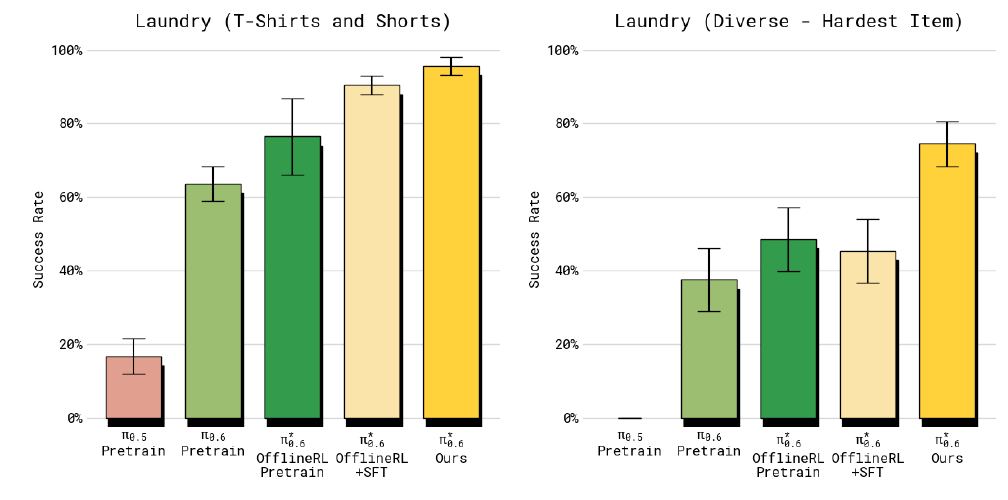 Laundry (T-Shirts and Shorts)
Success Rate
100%
80%
60%
40%
20%
0%
π0.5
Pretrain
π0.6
Pretrain
π*0.6
OfflineRL
Pretrain
π*0.6
OfflineRL
+SFT
π*0.6
Ours
Laundry (Diverse - Hardest Item)
Success Rate
100%
80%
60%
40%
20%
0%
π0.5
Pretrain
π0.6
Pretrain
π*0.6
OfflineRL
Pretrain
π*0.6
OfflineRL
+SFT
π*0.6
Ours